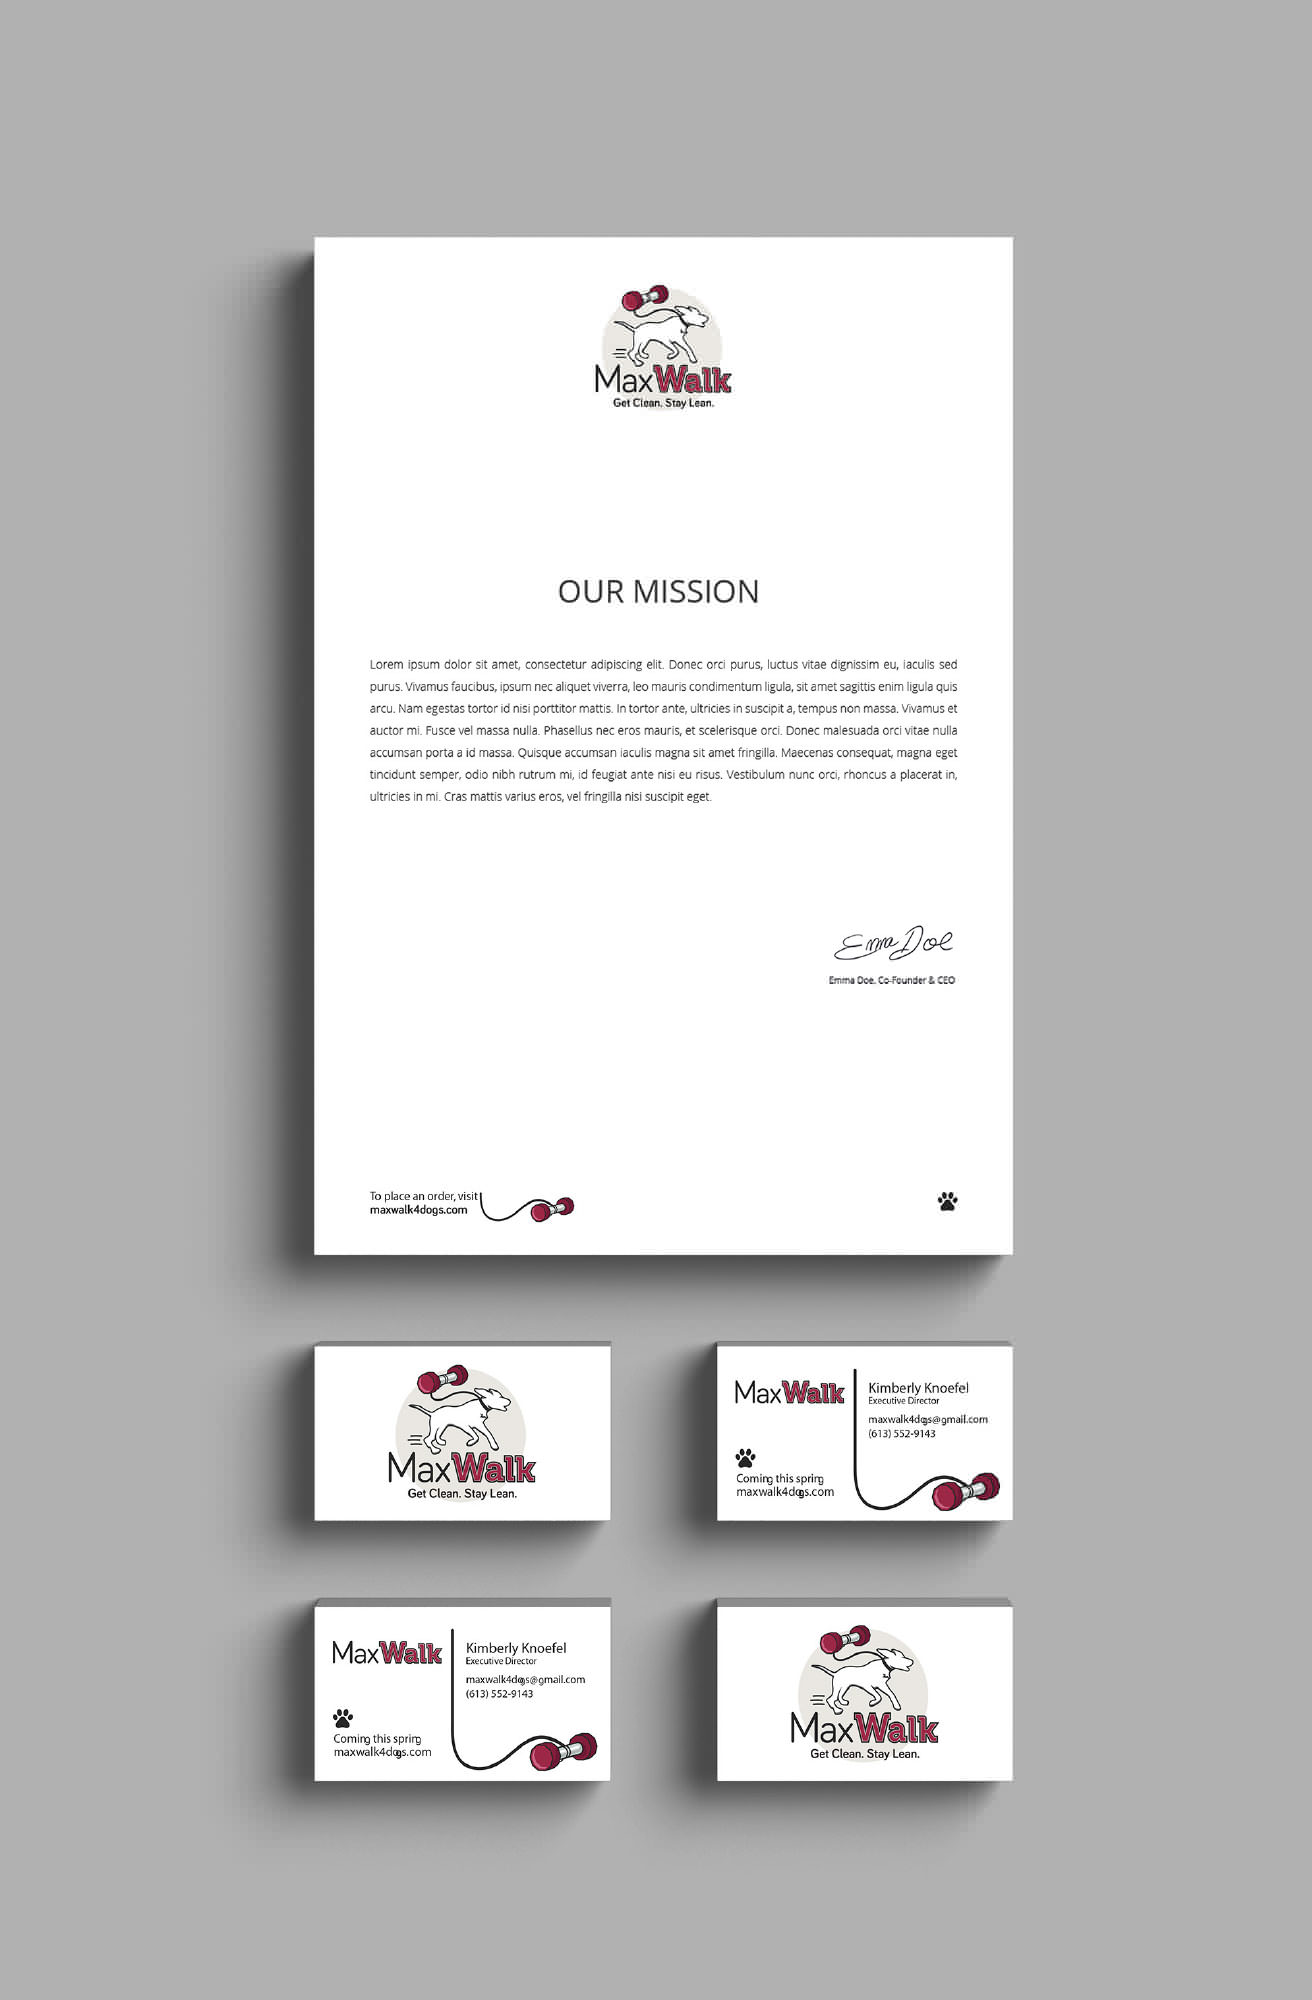 MaxWalk
Get Clean. Stay Lean.
OUR MISSION
Lorem ipsum dolor sit amet, consectetur adipiscing elit. Donec orci purus, luctus vitae dignissim eu, iaculis sed
purus. Vivamus faucibus, ipsum nec aliquet viverra, leo mauris condimentum ligula, sit amet sagittis enim ligula quis
arcu. Nam egestas tortor id nisi porttitor mattis. In tortor ante, ultricies in suscipit a, tempus non massa. Vivamus et
auctor mi. Fusce vel massa nulla. Phasellus nec eros mauris, et scelerisque orci. Donec malesuada orci vitae nulla
accumsan porta a id massa. Quisque accumsan iaculis magna sit amet fringilla. Maecenas consequat, magna eget
tincidunt semper, odio nibh rutrum mi, id feugiat ante nisi eu risus. Vestibulum nunc orci, rhoncus a placerat in,
ultricies in mi. Cras mattis varius eros, vel fringilla nisi suscipit eget.
Emma Doe
Emma Doe, Co-Founder & CEO
To place an order, visit
maxwalk4dogs.com
MaxWalk
Get Clean. Stay Lean.
MaxWalk
Kimberly Knoefel
Executive Director
maxwalk4dogs@gmail.com
(613) 552-9143
Coming this spring
maxwalk4dogs.com
MaxWalk
Kimberly Knoefel
Executive Director
maxwalk4dogs@gmail.com
(613) 552-9143
Coming this spring
maxwalk4dogs.com
MaxWalk
Get Clean. Stay Lean.